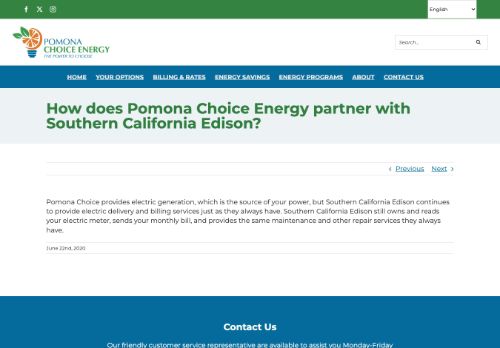 English
POMONA
CHOICE ENERGY
THE POWER TO CHOOSE
Search...
HOME YOUR OPTIONS BILLING & RATES ENERGY SAVINGS ENERGY PROGRAMS ABOUT CONTACT US
How does Pomona Choice Energy partner with
Southern California Edison?
Previous Next
Pomona Choice provides electric generation, which is the source of your power, but Southern California Edison continues
to provide electric delivery and billing services just as they always have. Southern California Edison still owns and reads
your electric meter, sends your monthly bill, and provides the same maintenance and other repair services they always
have.
June 22nd, 2020
Contact Us
Our friendly customer service representative are available to assist you Monday-Friday